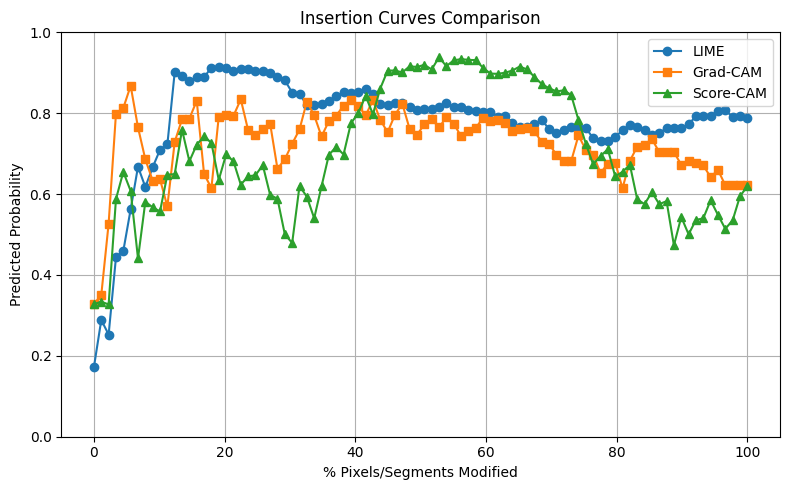 Insertion Curves Comparison
LIME
Grad-CAM
Score-CAM
1.0
0.8
0.6
0.4
0.2
0.0
Predicted Probability
0 20 40 60 80 100
% Pixels/Segments Modified